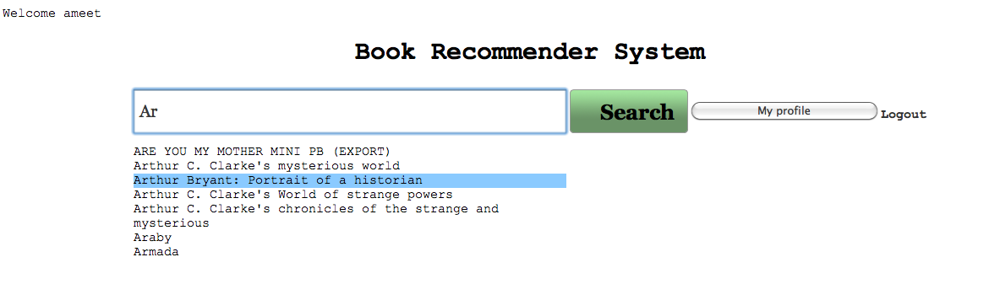 Welcome ameet
Book Recommender System
Ar
Search
My profile
Logout
ARE YOU MY MOTHER MINI PB (EXPORT)
Arthur C. Clarke's mysterious world
Arthur Bryant: Portrait of a historian
Arthur C. Clarke's World of strange powers
Arthur C. Clarke's chronicles of the strange and
mysterious
Araby
Armada